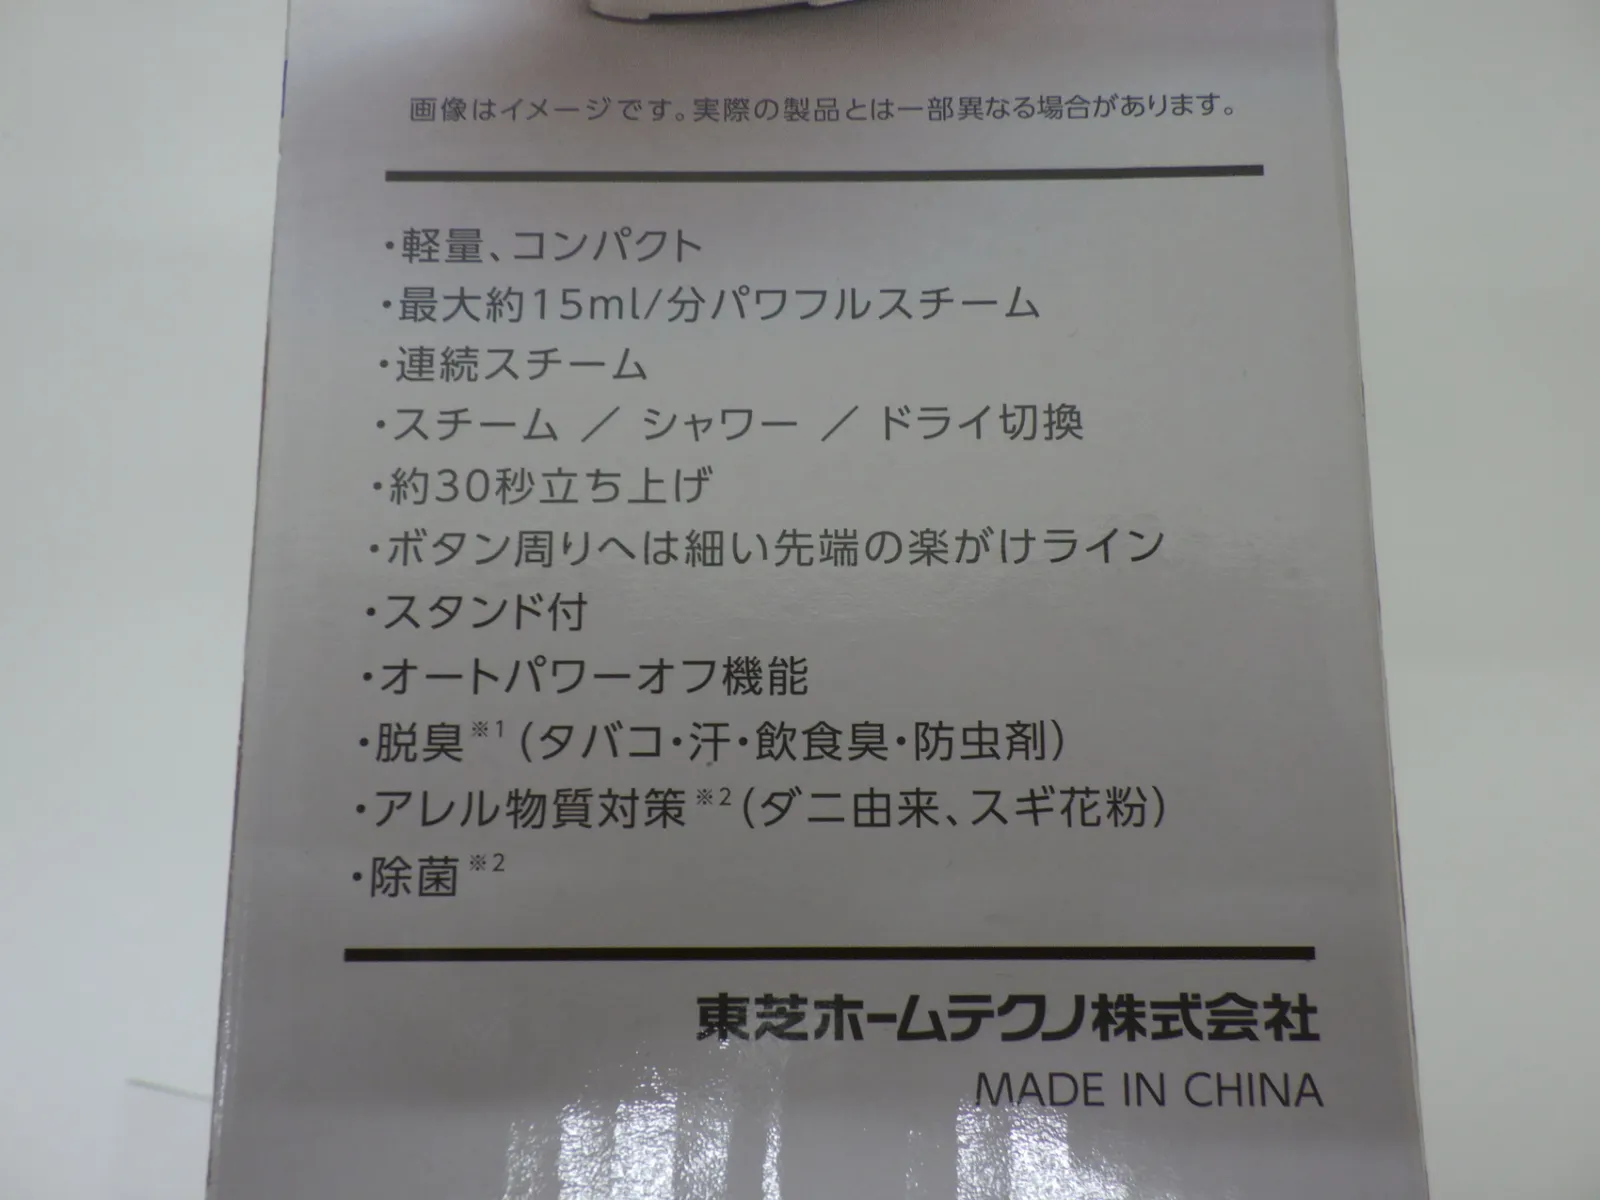 画像はイメージです。実際の製品とは一部異なる場合があります。
・軽量、コンパクト
・最大約15ml/分パワフルスチーム
・連続スチーム
・スチーム ／ シャワー ／ ドライ切換
・約30秒立ち上げ
・ボタン周りへは細い先端の楽がけライン
・スタンド付
・オートパワーオフ機能
・脱臭※1(タバコ・汗・飲食臭・防虫剤)
・アレル物質対策※2(ダニ由来、スギ花粉)
・除菌※2
東芝ホームテクノ株式会社
MADE IN CHINA